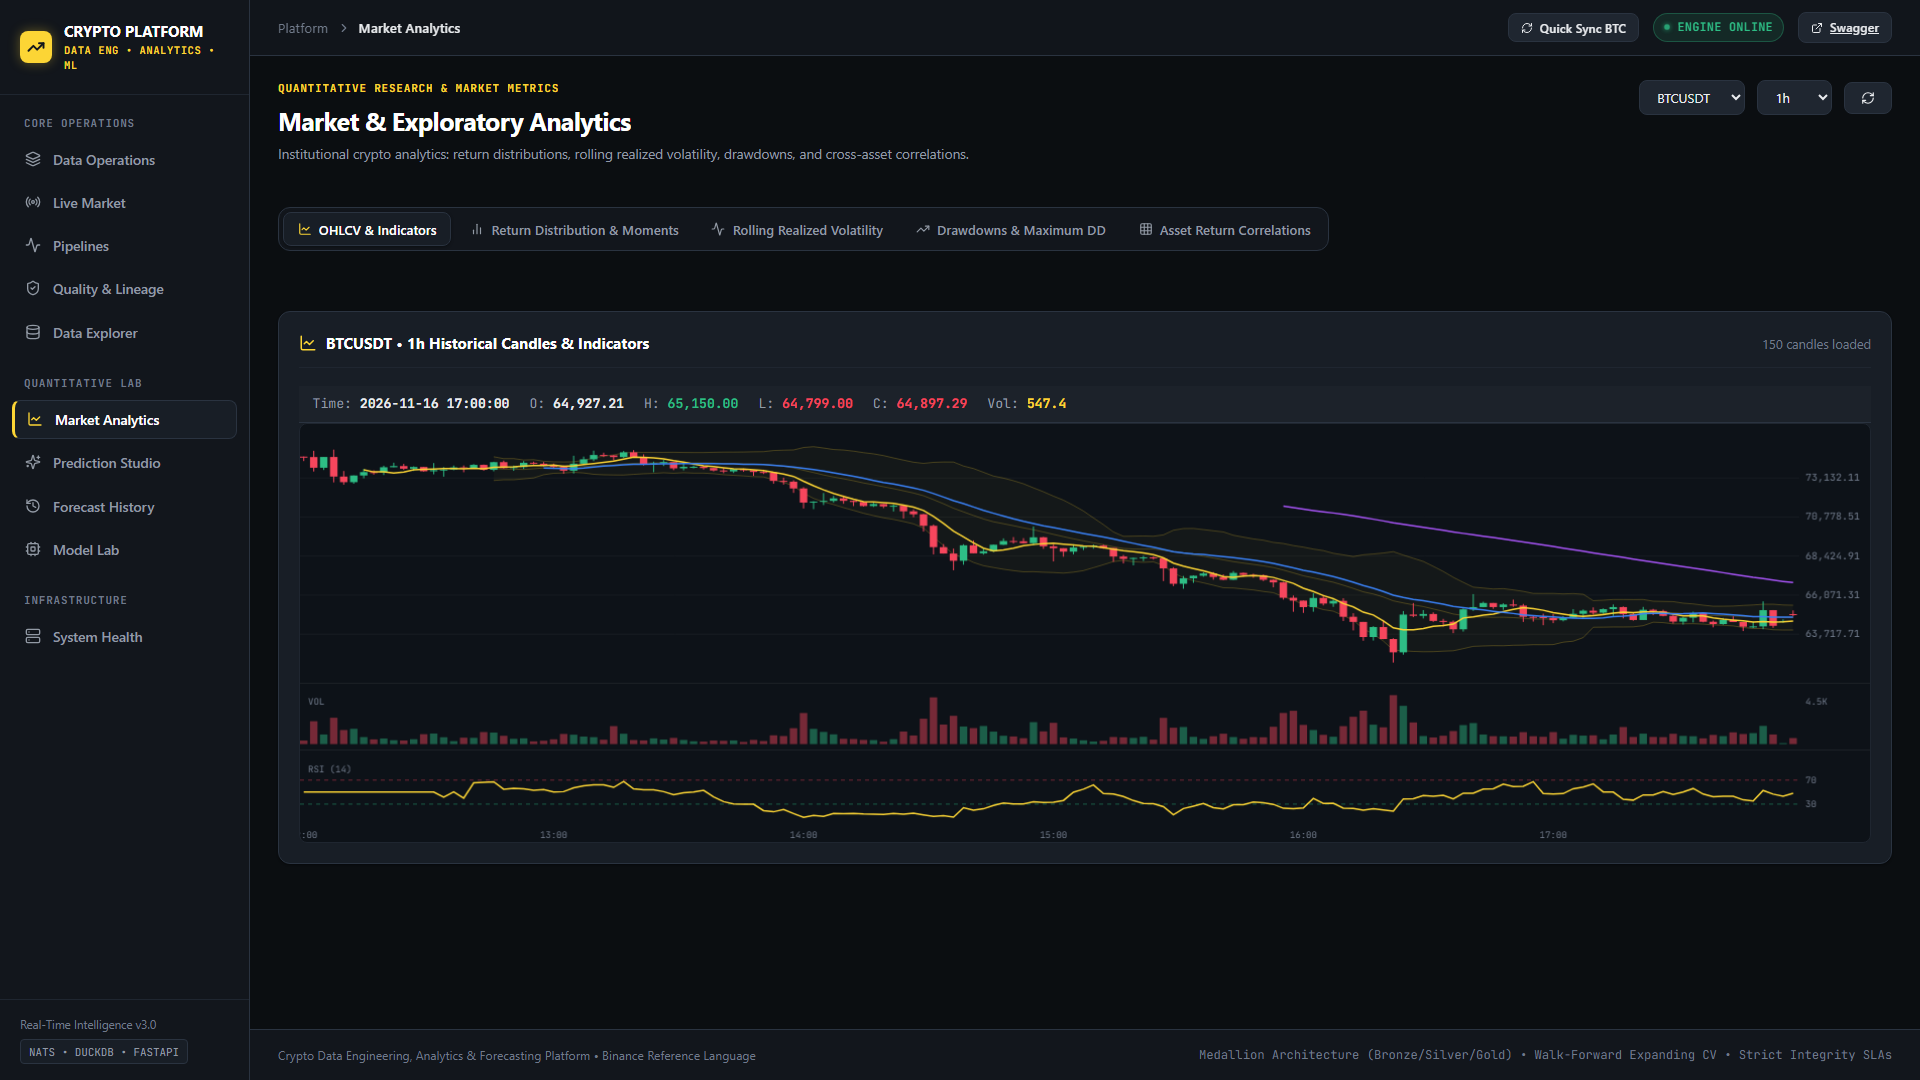 CRYPTO PLATFORM
DATA ENG • ANALYTICS •
ML
CORE OPERATIONS
Data Operations
Live Market
Pipelines
Quality & Lineage
Data Explorer
QUANTITATIVE LAB
Market Analytics
Prediction Studio
Forecast History
Model Lab
INFRASTRUCTURE
System Health
Real-Time Intelligence v3.0
NATS • DUCKDB • FASTAPI
Platform > Market Analytics
Quick Sync BTC
ENGINE ONLINE
Swagger
QUANTITATIVE RESEARCH & MARKET METRICS
Market & Exploratory Analytics
Institutional crypto analytics: return distributions, rolling realized volatility, drawdowns, and cross-asset correlations.
BTCUSDT
1h
OHLCV & Indicators
Return Distribution & Moments
Rolling Realized Volatility
Drawdowns & Maximum DD
Asset Return Correlations
BTCUSDT • 1h Historical Candles & Indicators
150 candles loaded
Time: 2026-11-16 17:00:00 O: 64,927.21 H: 65,150.00 L: 64,799.00 C: 64,897.29 Vol: 547.4
73,132.11
70,778.51
68,424.91
66,071.31
63,717.71
VOL
4.5K
RSI (14)
70
30
:00
13:00
14:00
15:00
16:00
17:00
Crypto Data Engineering, Analytics & Forecasting Platform • Binance Reference Language
Medallion Architecture (Bronze/Silver/Gold) • Walk-Forward Expanding CV • Strict Integrity SLAs